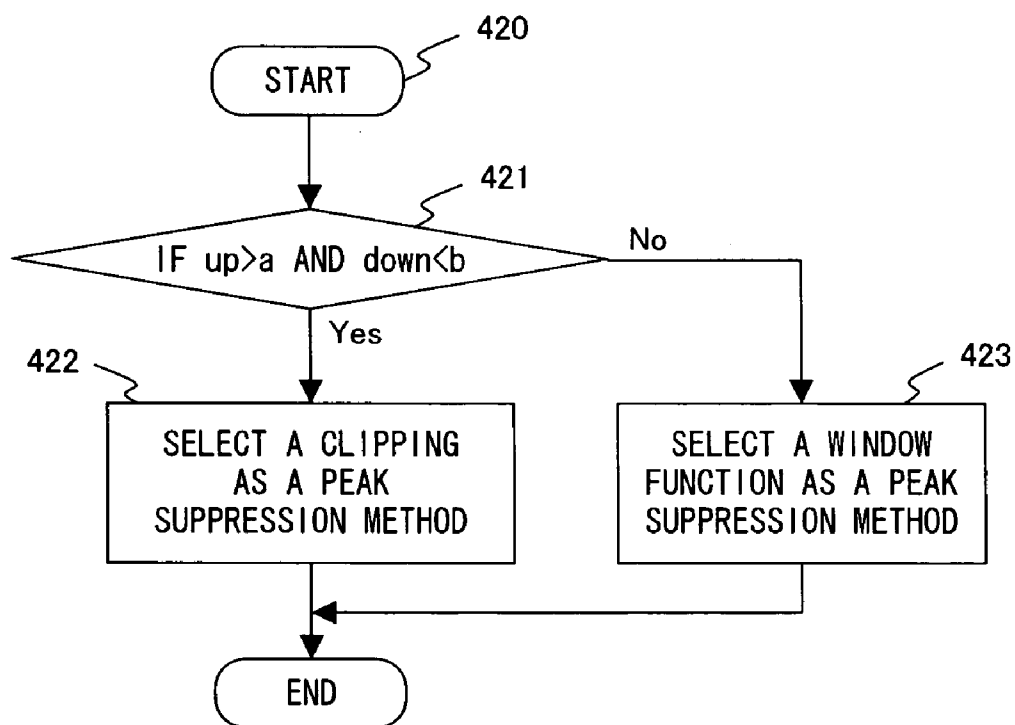 420
START
421
IF up>a AND down<b
No
Yes
422
423
SELECT A CLIPPING
AS A PEAK
SUPPRESSION METHOD
SELECT A WINDOW
FUNCTION AS A PEAK
SUPPRESSION METHOD
END